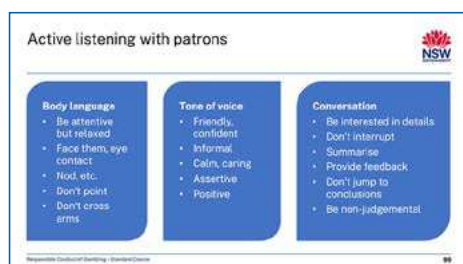 Active listening with patrons
NSW
GOVERNMENT
Body language
• Be attentive
but relaxed
• Face them, eye
contact
• Nod, etc.
• Don't point
• Don't cross
arms
Tone of voice
• Friendly,
confident
• Informal
• Calm, caring
• Assertive
• Positive
Conversation
• Be interested in details
• Don't interrupt
• Summarise
• Provide feedback
• Don't jump to
conclusions
• Be non-judgemental
Responsible Conduct of Gambling – Standard Course